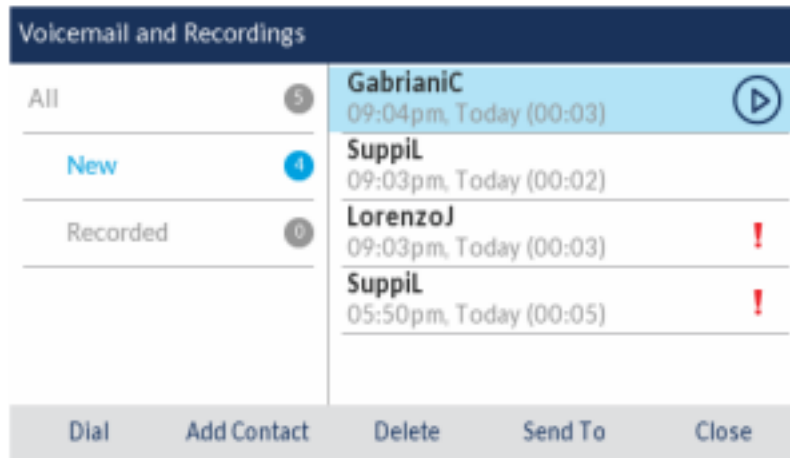 Voicemail and Recordings
All 5
New 4
Recorded 0
GabrianiC
09:04pm, Today (00:03)
SuppiL
09:03pm, Today (00:02)
LorenzoJ
09:03pm, Today (00:03)
!
SuppiL
05:50pm, Today (00:05)
!
Dial Add Contact Delete Send To Close